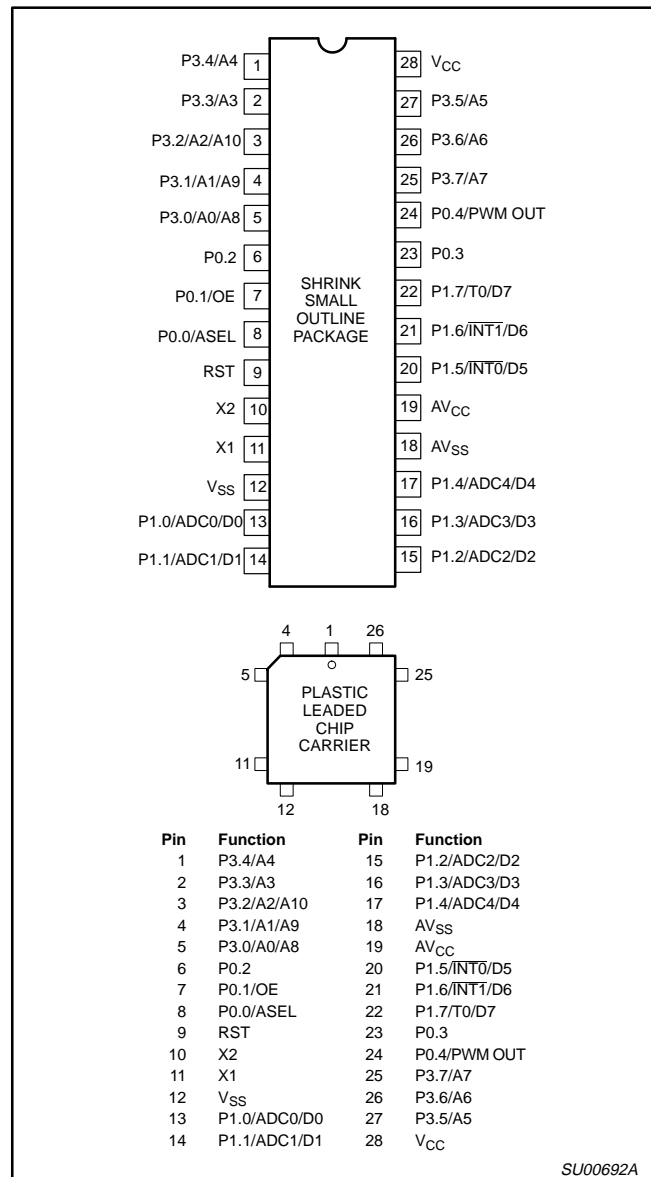 P3.4/A4 1 28 VCC
P3.3/A3 2 27 P3.5/A5
P3.2/A2/A10 3 26 P3.6/A6
P3.1/A1/A9 4 25 P3.7/A7
P3.0/A0/A8 5 24 P0.4/PWM OUT
P0.2 6 23 P0.3
P0.1/OE 7 22 P1.7/T0/D7
P0.0/ASEL 8 21 P1.6/INT1/D6
RST 9 20 P1.5/INT0/D5
X2 10 19 AVCC
X1 11 18 AVSS
VSS 12 17 P1.4/ADC4/D4
P1.0/ADC0/D0 13 16 P1.3/ADC3/D3
P1.1/ADC1/D1 14 15 P1.2/ADC2/D2
SHRINK
SMALL
OUTLINE
PACKAGE
4 1 26
5 25
PLASTIC
LEADED
CHIP
CARRIER
11 19
12 18
Pin Function Pin Function
1 P3.4/A4 15 P1.2/ADC2/D2
2 P3.3/A3 16 P1.3/ADC3/D3
3 P3.2/A2/A10 17 P1.4/ADC4/D4
4 P3.1/A1/A9 18 AVSS
5 P3.0/A0/A8 19 AVCC
6 P0.2 20 P1.5/INT0/D5
7 P0.1/OE 21 P1.6/INT1/D6
8 P0.0/ASEL 22 P1.7/T0/D7
9 RST 23 P0.3
10 X2 24 P0.4/PWM OUT
11 X1 25 P3.7/A7
12 VSS 26 P3.6/A6
13 P1.0/ADC0/D0 27 P3.5/A5
14 P1.1/ADC1/D1 28 VCC
SU00692A